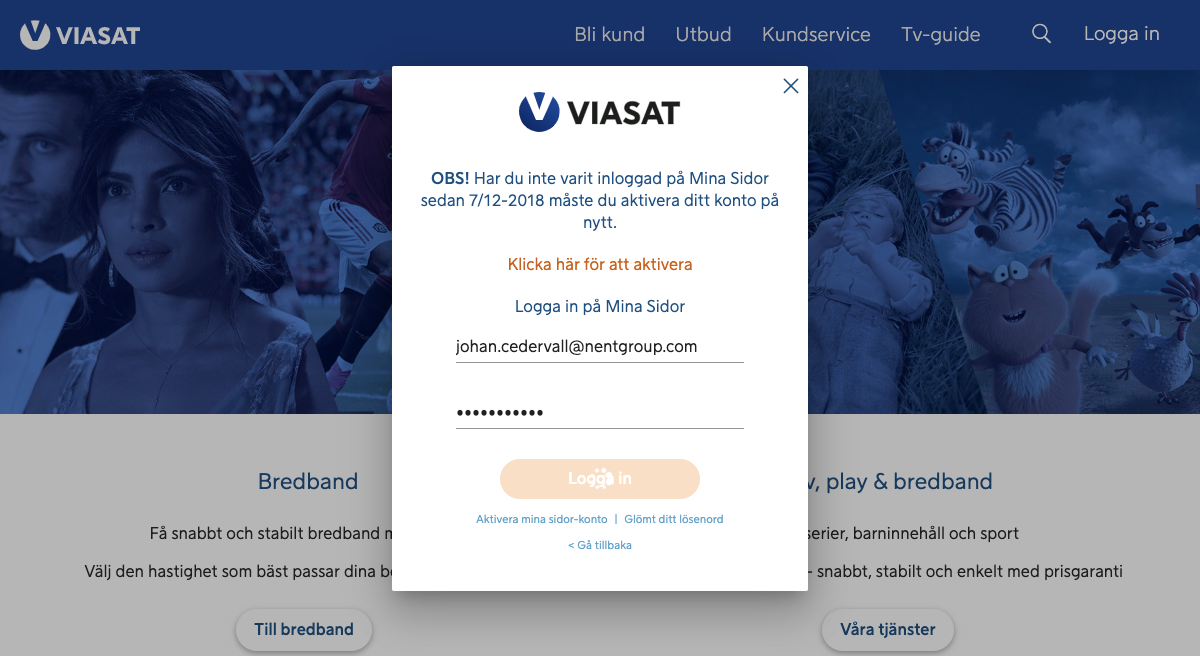 VIASAT
Bli kund
Utbud
Kundservice
Tv-guide
Logga in
VIASAT
OBS! Har du inte varit inloggad på Mina Sidor
sedan 7/12-2018 måste du aktivera ditt konto på
nytt.
Klicka här för att aktivera
Logga in på Mina Sidor
johan.cedervall@nentgroup.com
•••••••••••
Logga in
Aktivera mina sidor-konto | Glömt ditt lösenord
< Gå tillbaka
Bredband
Få snabbt och stabilt bredband
Välj den hastighet som bäst passar dina
Till bredband
play & bredband
barninnehåll och sport
snabbt, stabilt och enkelt med prisgaranti
Våra tjänster